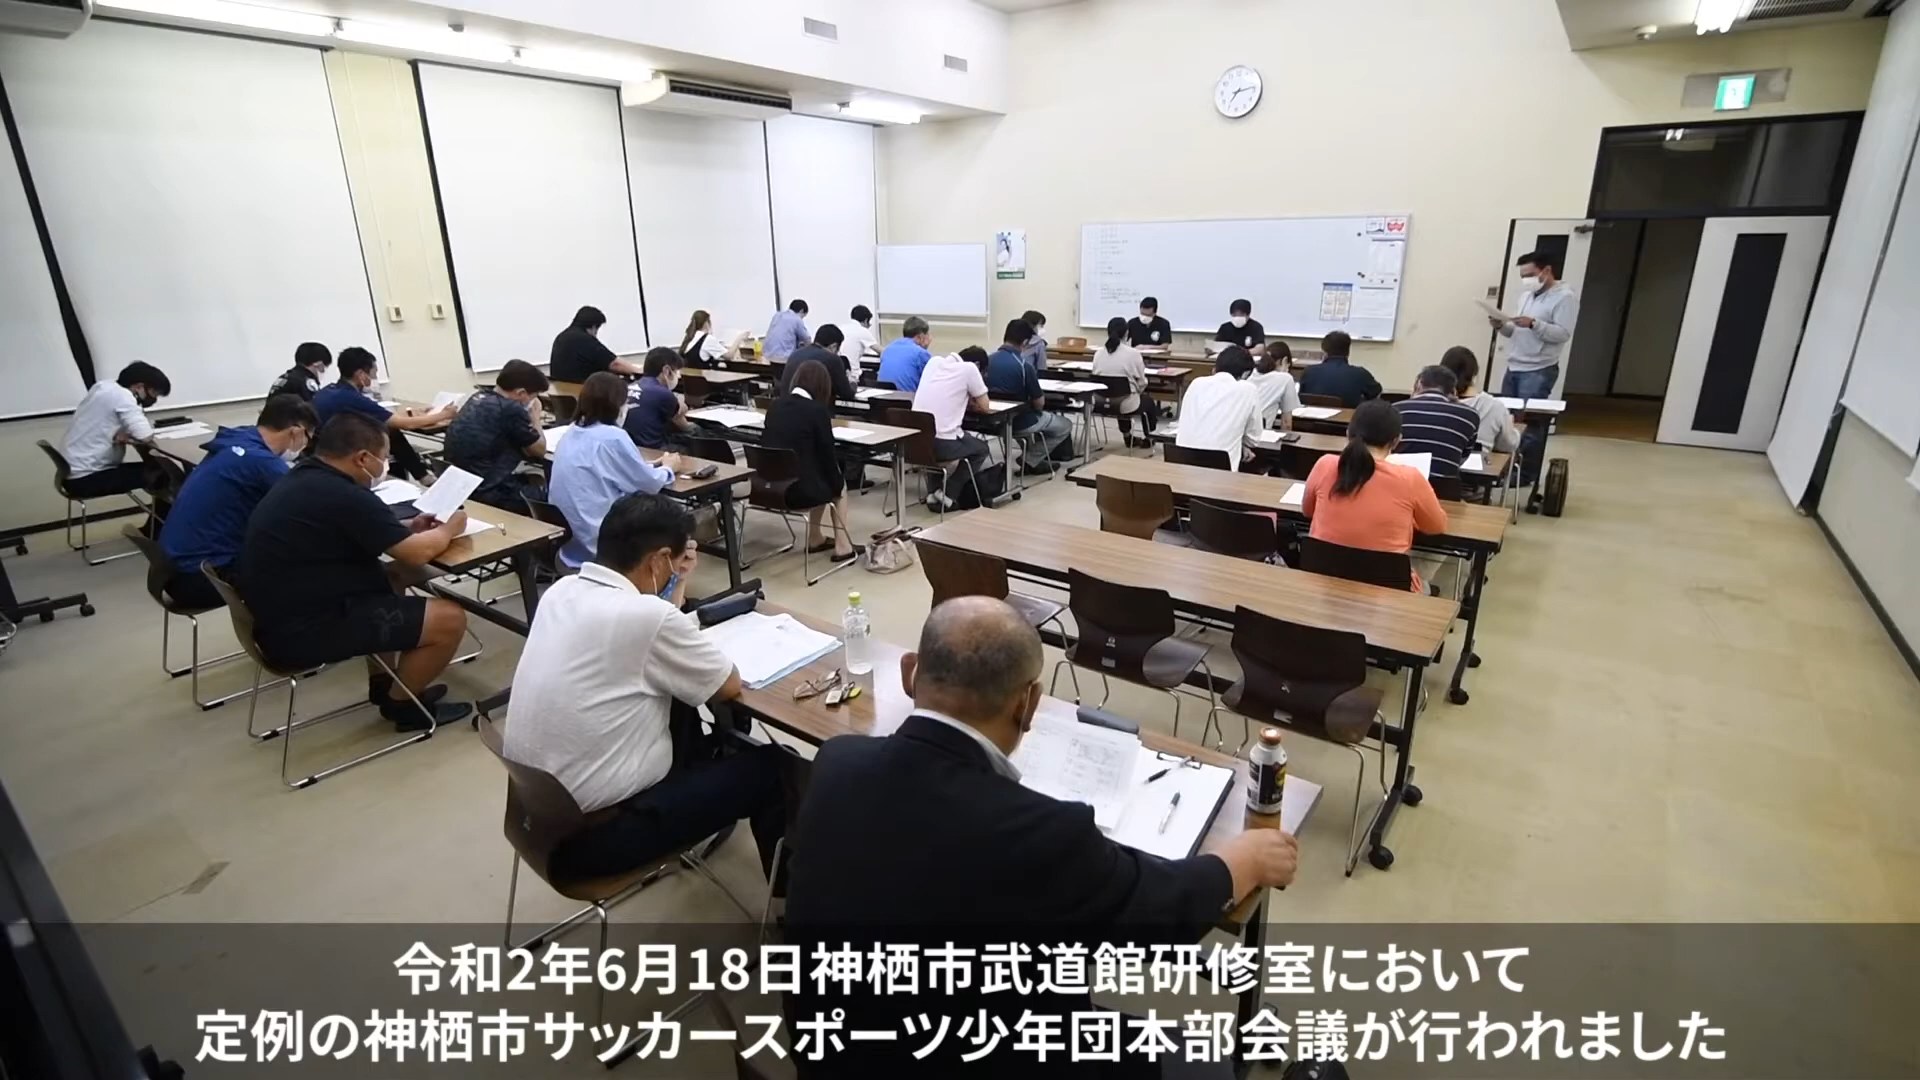 令和2年6月18日神栖市武道館研修室において
定例の神栖市サッカースポーツ少年団本部会議が行われました